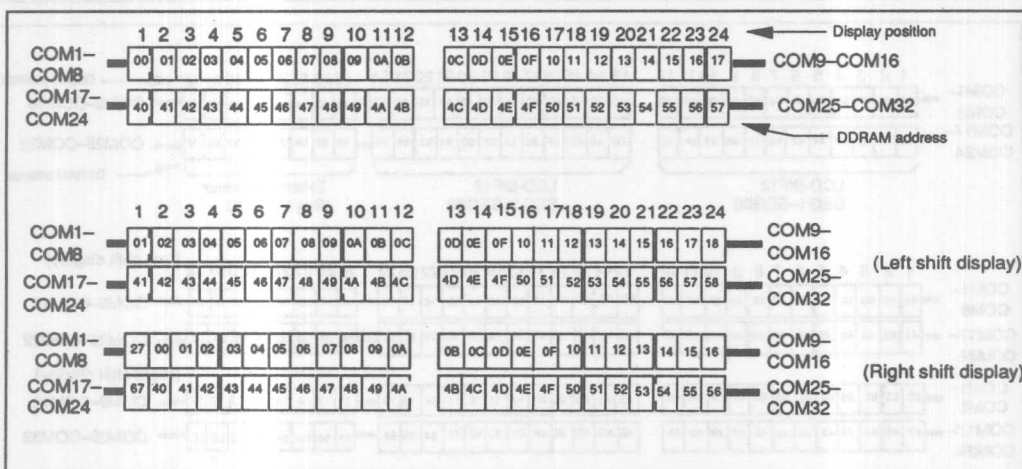 1 2 3 4 5 6 7 8 9 10 11 12 13 14 15 16 17 18 19 20 21 22 23 24 Display position
COM1– COM8 00 01 02 03 04 05 06 07 08 09 0A 0B 0C 0D 0E 0F 10 11 12 13 14 15 16 17 COM9–COM16
COM17– COM24 40 41 42 43 44 45 46 47 48 49 4A 4B 4C 4D 4E 4F 50 51 52 53 54 55 56 57 COM25–COM32
DDRAM address
1 2 3 4 5 6 7 8 9 10 11 12 13 14 15 16 17 18 19 20 21 22 23 24
COM1– COM8 01 02 03 04 05 06 07 08 09 0A 0B 0C 0D 0E 0F 10 11 12 13 14 15 16 17 18 COM9– COM16
(Left shift display)
COM17– COM24 41 42 43 44 45 46 47 48 49 4A 4B 4C 4D 4E 4F 50 51 52 53 54 55 56 57 58 COM25– COM32
COM1– COM8 27 00 01 02 03 04 05 06 07 08 09 0A 0B 0C 0D 0E 0F 10 11 12 13 14 15 16 COM9– COM16
(Right shift display)
COM17– COM24 67 40 41 42 43 44 45 46 47 48 49 4A 4B 4C 4D 4E 4F 50 51 52 53 54 55 56 COM25– COM32